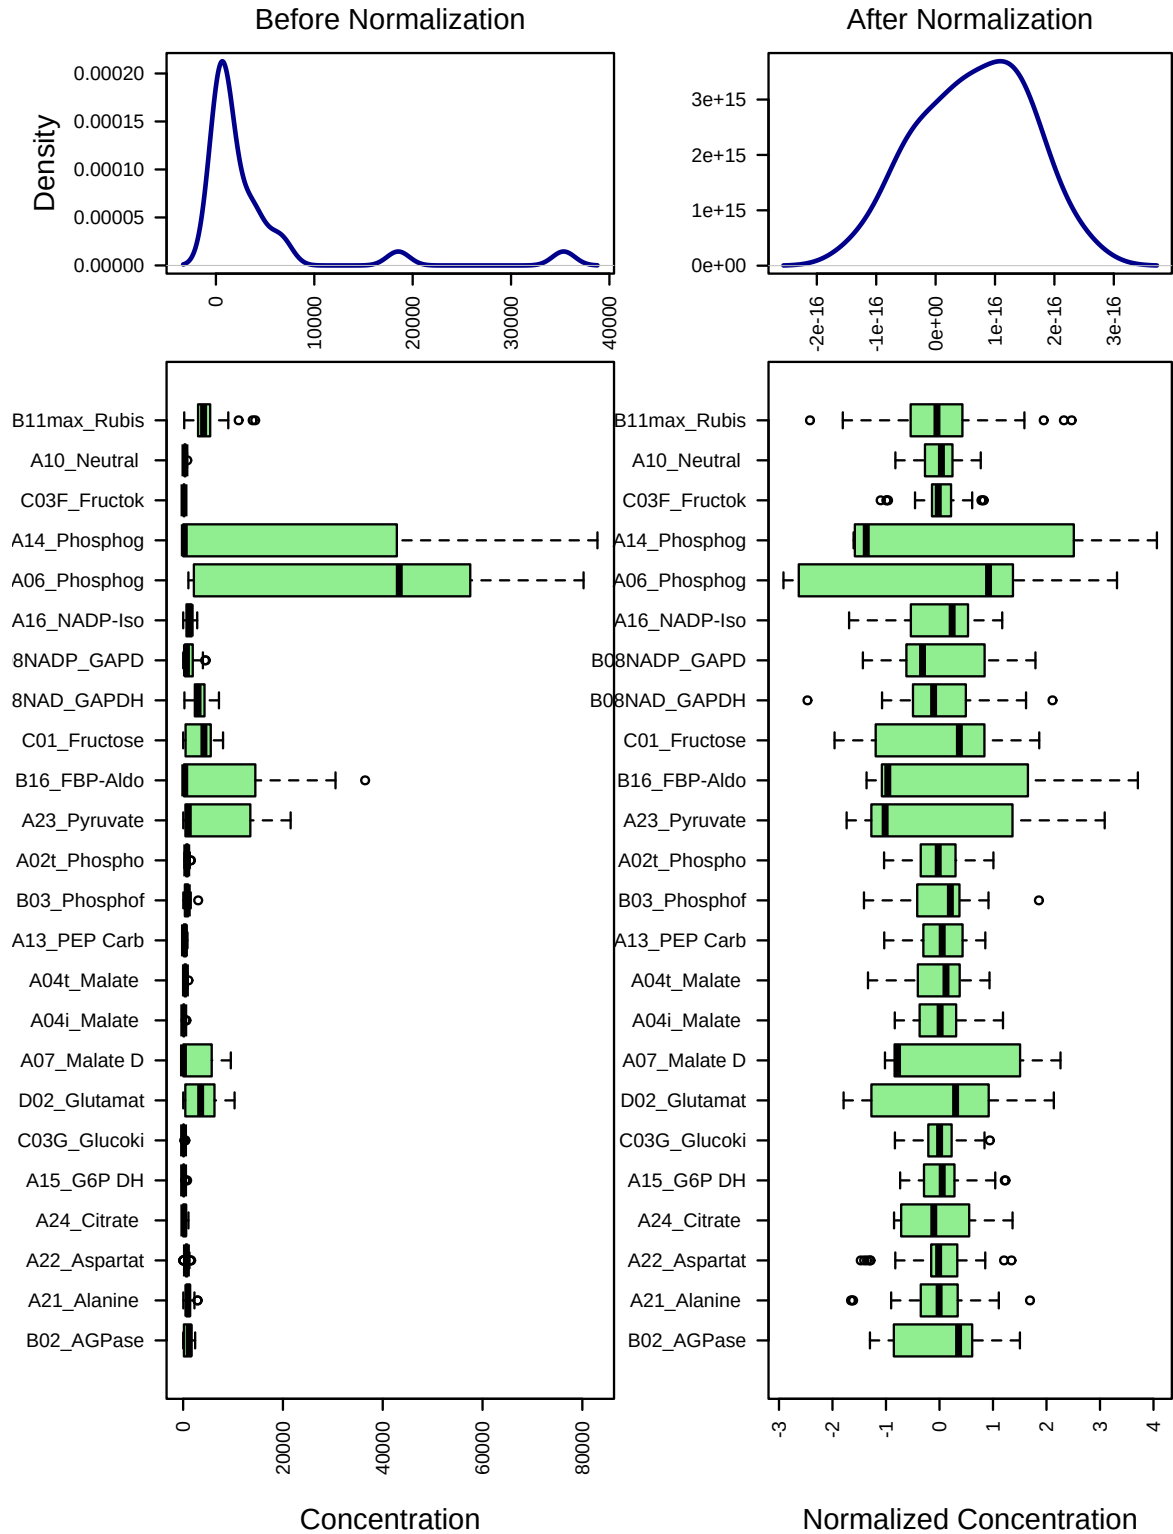 Before Normalization
After Normalization
Density
0.00020
0.00015
0.00010
0.00005
0.00000
0
10000
20000
30000
40000
3e+15
2e+15
1e+15
0e+00
-2e-16
-1e-16
0e+00
1e-16
2e-16
3e-16
B11max_Rubis
A10_Neutral
C03F_Fructok
A14_Phosphog
A06_Phosphog
A16_NADP-Iso
8NADP_GAPD
8NAD_GAPDH
C01_Fructose
B16_FBP-Aldo
A23_Pyruvate
A02t_Phospho
B03_Phosphof
A13_PEP Carb
A04t_Malate
A04i_Malate
A07_Malate D
D02_Glutamat
C03G_Glucoki
A15_G6P DH
A24_Citrate
A22_Aspartat
A21_Alanine
B02_AGPase
0
20000
40000
60000
80000
Concentration
B11max_Rubis
A10_Neutral
C03F_Fructok
A14_Phosphog
A06_Phosphog
A16_NADP-Iso
B08NADP_GAPD
B08NAD_GAPDH
C01_Fructose
B16_FBP-Aldo
A23_Pyruvate
A02t_Phospho
B03_Phosphof
A13_PEP Carb
A04t_Malate
A04i_Malate
A07_Malate D
D02_Glutamat
C03G_Glucoki
A15_G6P DH
A24_Citrate
A22_Aspartat
A21_Alanine
B02_AGPase
-3
-2
-1
0
1
2
3
4
Normalized Concentration